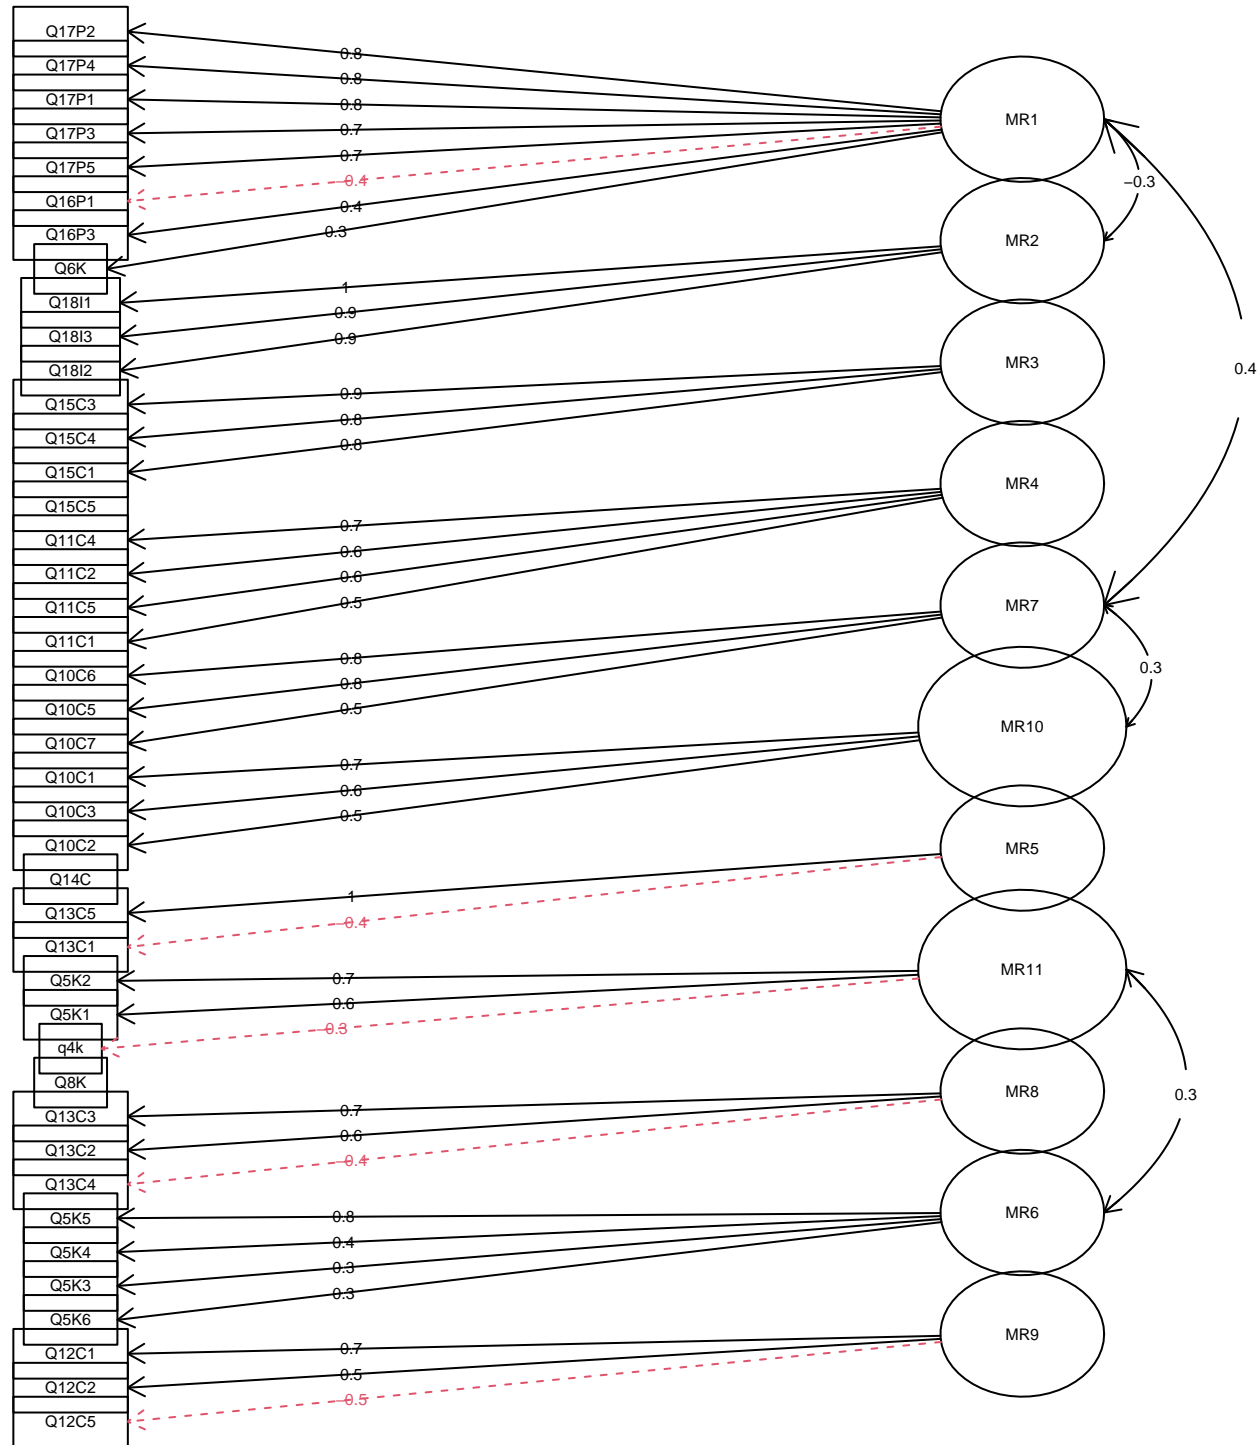 Q17P2
Q17P4
Q17P1
Q17P3
Q17P5
Q16P1
Q16P3
Q6K
Q18I1
Q18I3
Q18I2
Q15C3
Q15C4
Q15C1
Q15C5
Q11C4
Q11C2
Q11C5
Q11C1
Q10C6
Q10C5
Q10C7
Q10C1
Q10C3
Q10C2
Q14C
Q13C5
Q13C1
Q5K2
Q5K1
q4k
Q8K
Q13C3
Q13C2
Q13C4
Q5K5
Q5K4
Q5K3
Q5K6
Q12C1
Q12C2
Q12C5
0.8
0.8
0.8
0.7
0.7
−0.4
0.4
0.3
1
0.9
0.9
0.9
0.8
0.8
0.7
0.6
0.6
0.5
0.8
0.8
0.5
0.7
0.6
0.5
1
−0.4
0.7
0.6
−0.3
0.7
0.6
−0.4
0.8
0.4
0.3
0.3
0.7
0.5
−0.5
MR1
MR2
MR3
MR4
MR7
MR10
MR5
MR11
MR8
MR6
MR9
−0.3
0.4
0.3
0.3